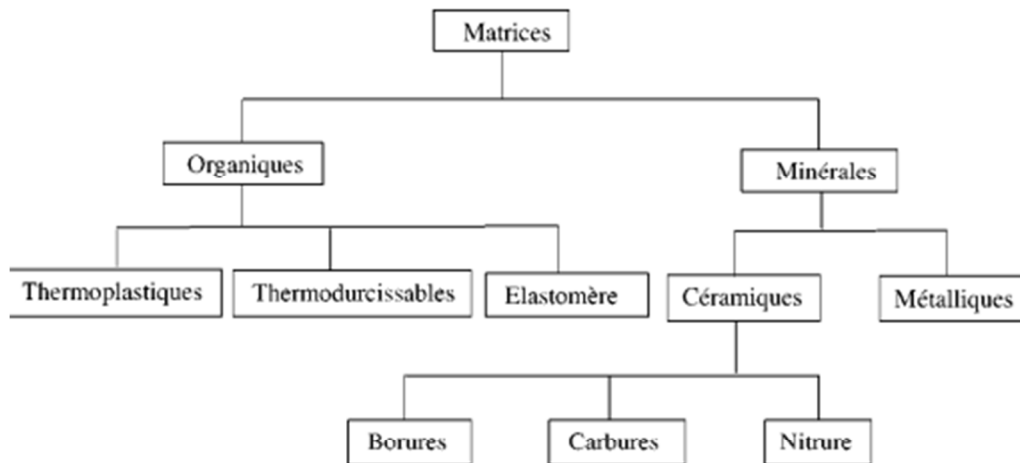 Matrices
Organiques
Minérales
Thermoplastiques
Thermodurcissables
Elastomère
Céramiques
Métalliques
Borures
Carbures
Nitrure